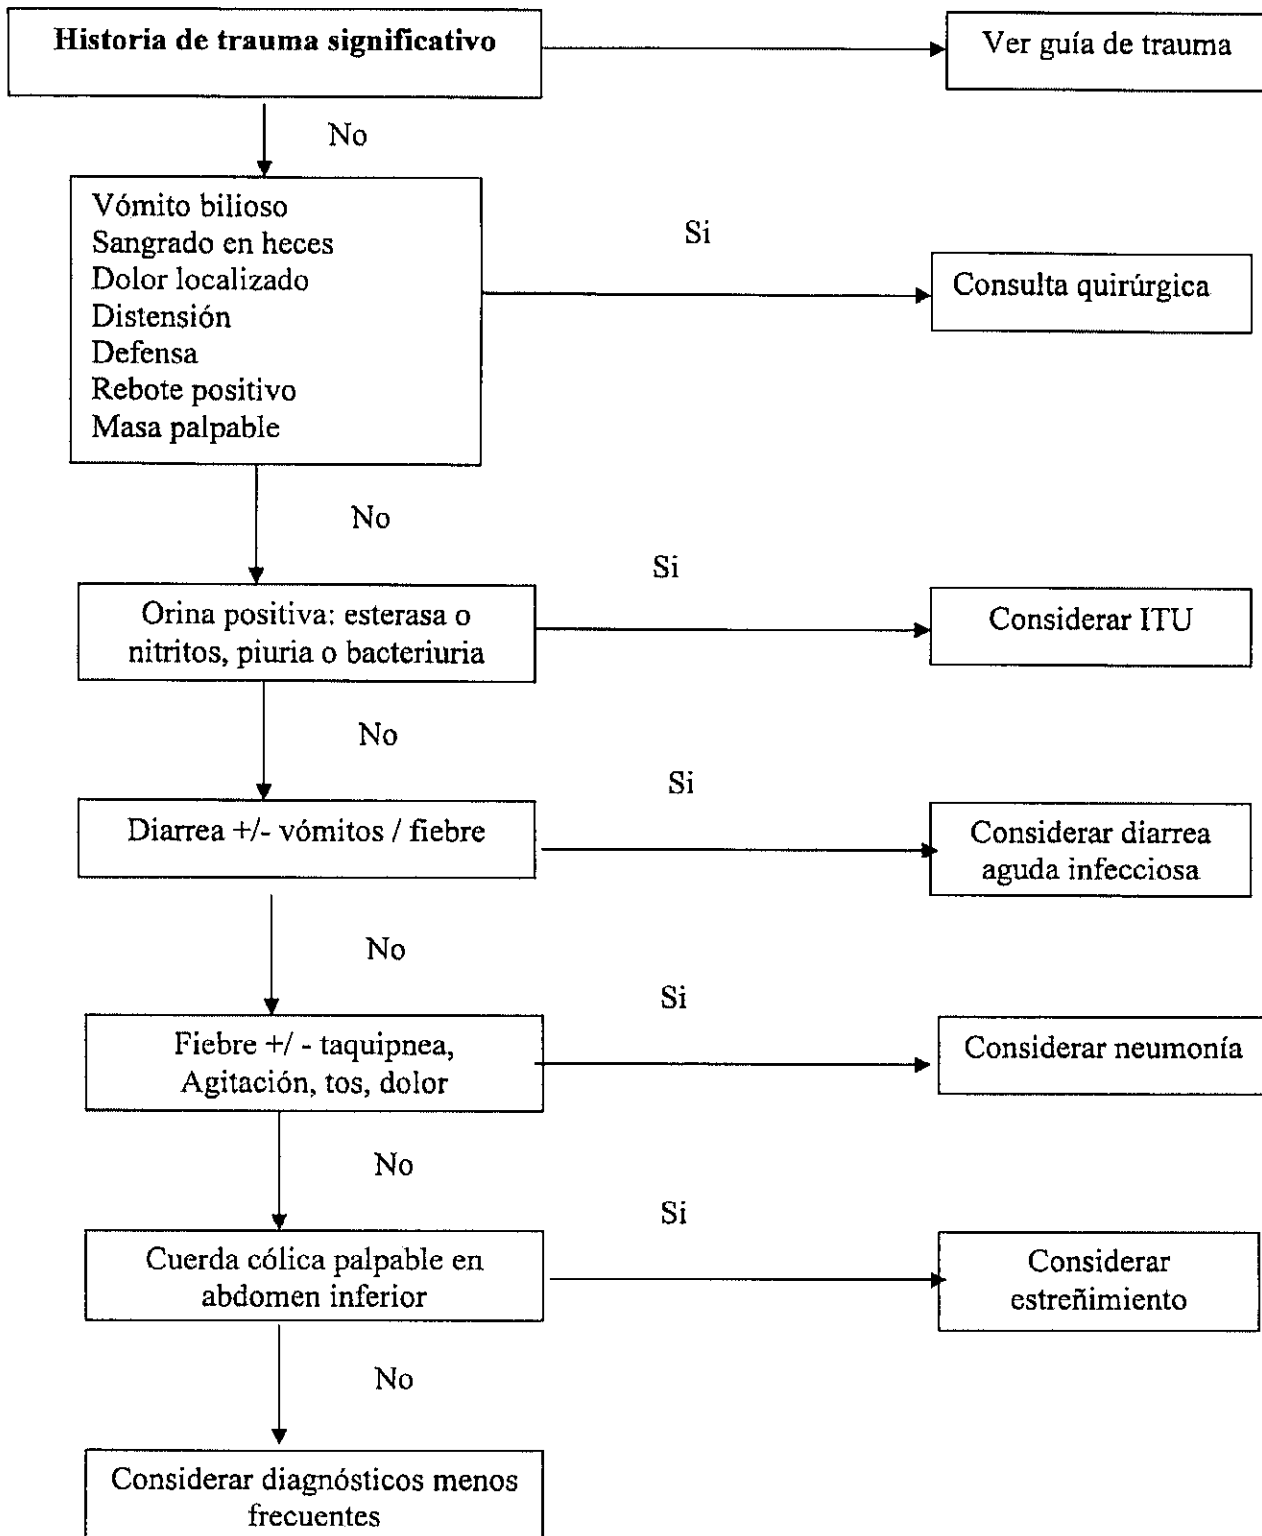 Historia de trauma significativo
Ver guía de trauma
No
Vómito bilioso
Sangrado en heces
Dolor localizado
Distensión
Defensa
Rebote positivo
Masa palpable
Si
Consulta quirúrgica
No
Orina positiva: esterasa o
nitritos, piuria o bacteriuria
Si
Considerar ITU
No
Diarrea +/- vómitos / fiebre
Si
Considerar diarrea
aguda infecciosa
No
Fiebre +/ - taquipnea,
Agitación, tos, dolor
Si
Considerar neumonía
No
Cuerda cólica palpable en
abdomen inferior
Si
Considerar
estreñimiento
No
Considerar diagnósticos menos
frecuentes